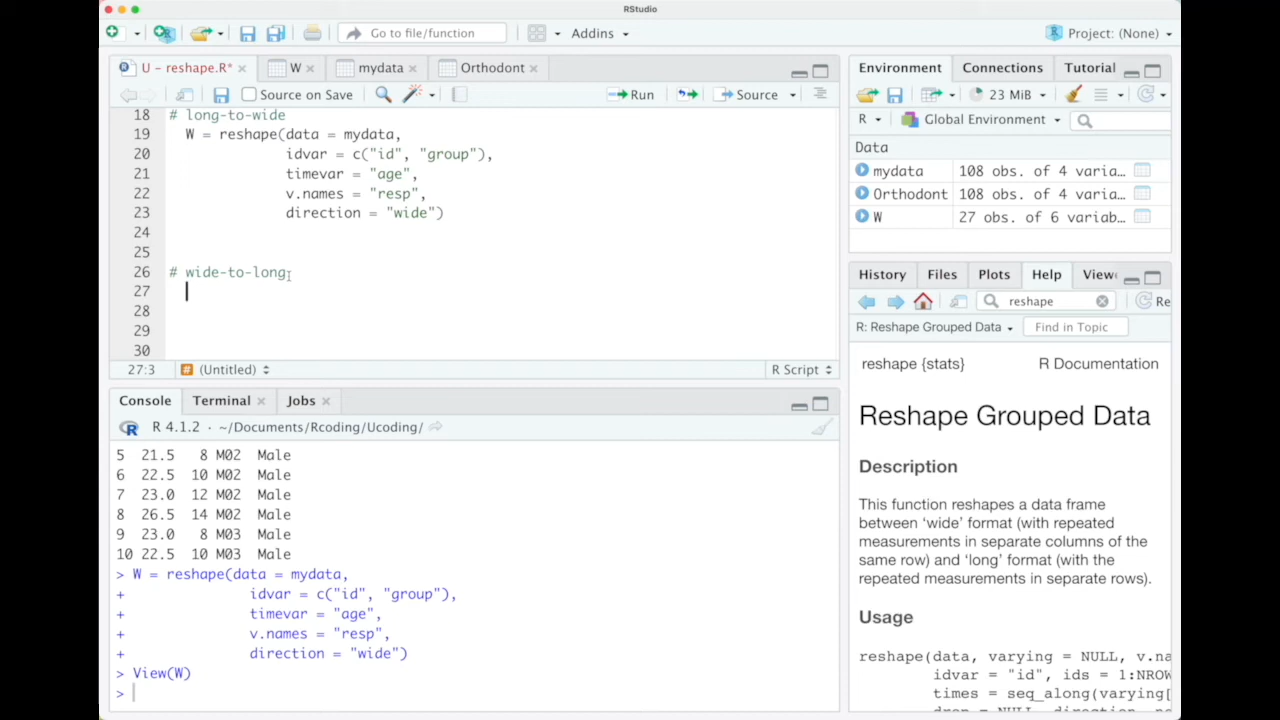 RStudio
Go to file/function
Addins
Project: (None)
U - reshape.R*
W
mydata
Orthodont
Source on Save
Run
Source
18 # long-to-wide
19 W = reshape(data = mydata,
20 idvar = c("id", "group"),
21 timevar = "age",
22 v.names = "resp",
23 direction = "wide")
24
25
26 # wide-to-long
27
28
29
30
27:3
(Untitled)
R Script
Console
Terminal
Jobs
R 4.1.2 · ~/Documents/Rcoding/Ucoding/
5 21.5 8 M02 Male
6 22.5 10 M02 Male
7 23.0 12 M02 Male
8 26.5 14 M02 Male
9 23.0 8 M03 Male
10 22.5 10 M03 Male
> W = reshape(data = mydata,
+ idvar = c("id", "group"),
+ timevar = "age",
+ v.names = "resp",
+ direction = "wide")
> View(W)
>
Environment
Connections
Tutorial
23 MiB
R
Global Environment
Data
mydata 108 obs. of 4 varia…
Orthodont 108 obs. of 4 varia…
W 27 obs. of 6 variab…
History
Files
Plots
Help
View
reshape
Re
R: Reshape Grouped Data
Find in Topic
reshape {stats}
R Documentation
Reshape Grouped Data
Description
This function reshapes a data frame
between ‘wide’ format (with repeated
measurements in separate columns of
the same row) and ‘long’ format (with the
repeated measurements in separate rows).
Usage
reshape(data, varying = NULL, v.na
idvar = "id", ids = 1:NROW
times = seq_along(varying[